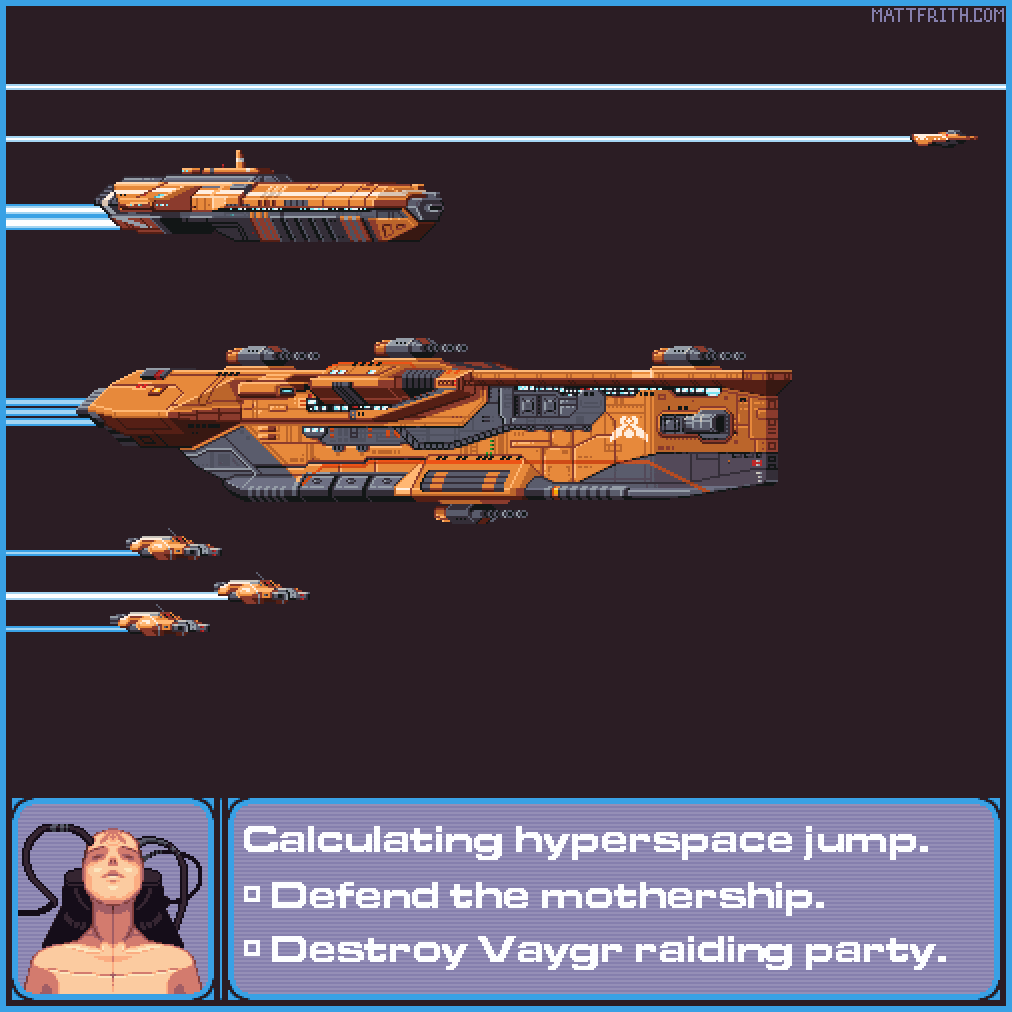 MATTFRITH.COM
Calculating hyperspace jump.
Defend the mothership.
Destroy Vaygr raiding party.